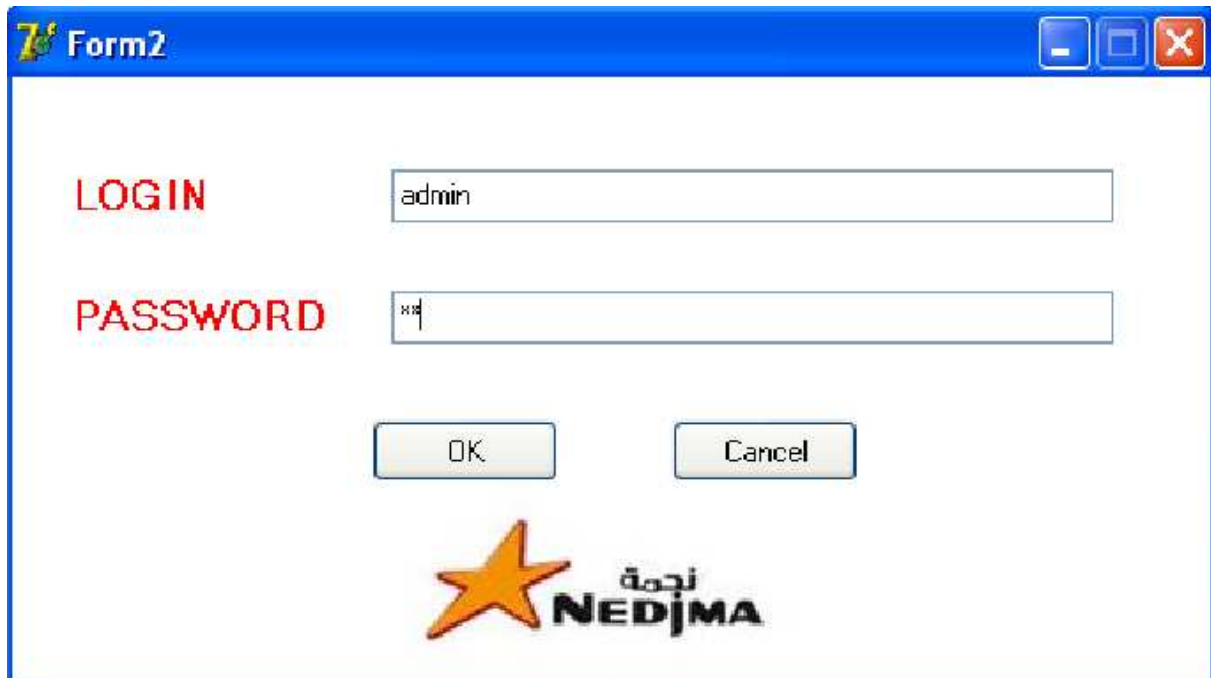 Form2
LOGIN
admin
PASSWORD
**
OK
Cancel
نجمة
NEDJMA